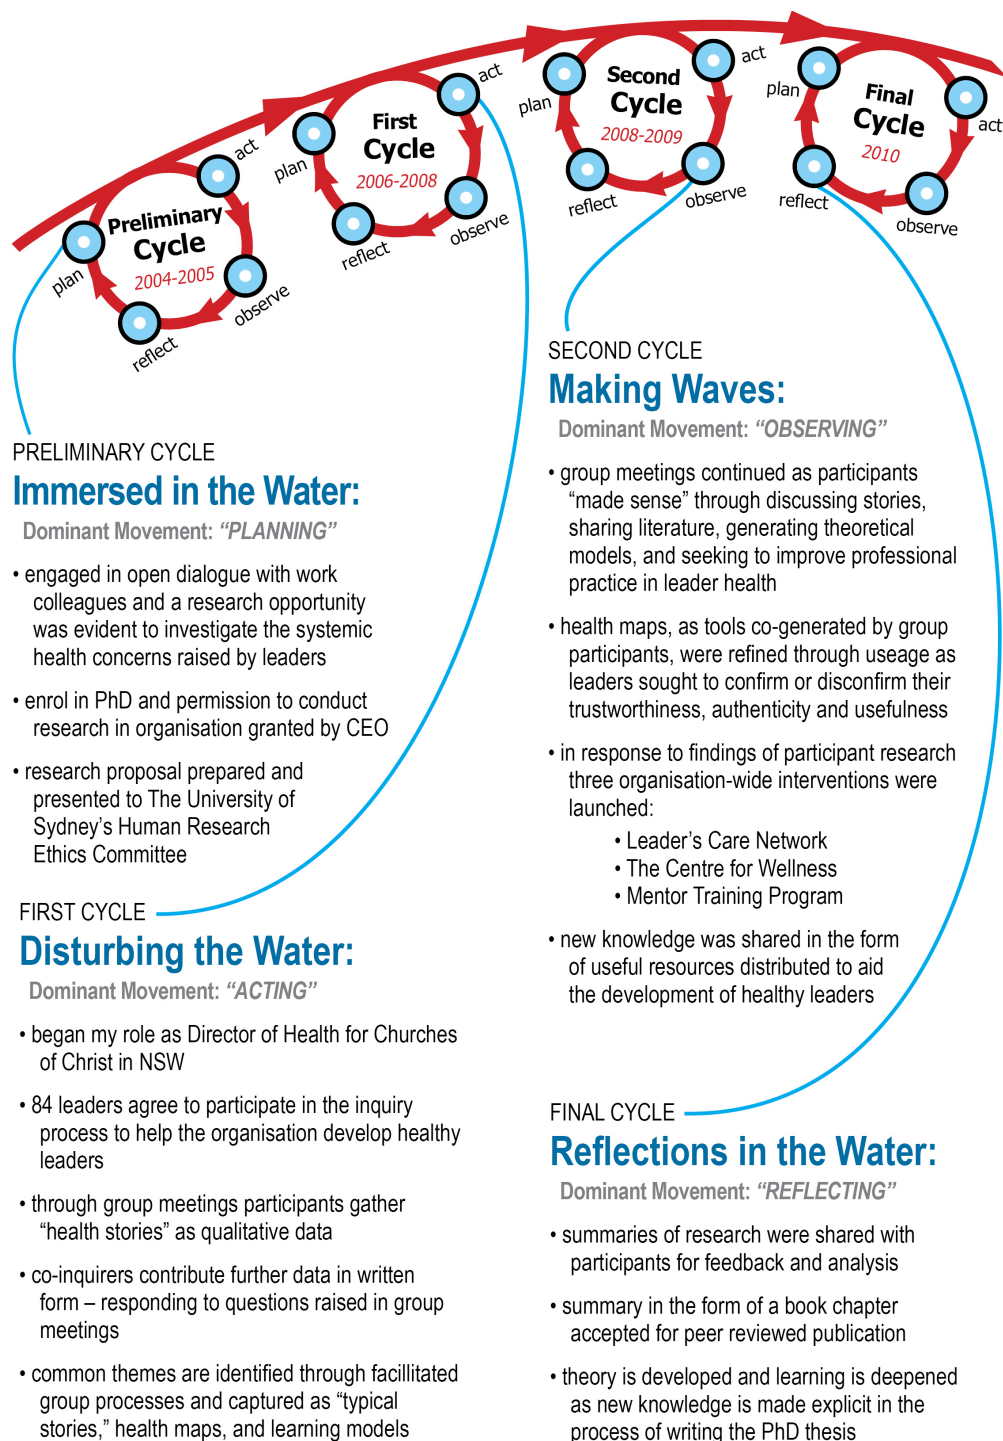 Preliminary
Cycle
2004-2005
plan
act
observe
reflect
First
Cycle
2006-2008
plan
act
observe
reflect
Second
Cycle
2008-2009
plan
act
observe
reflect
Final
Cycle
2010
plan
act
observe
reflect
PRELIMINARY CYCLE
Immersed in the Water:
Dominant Movement: “PLANNING”
• engaged in open dialogue with work
colleagues and a research opportunity
was evident to investigate the systemic
health concerns raised by leaders
• enrol in PhD and permission to conduct
research in organisation granted by CEO
• research proposal prepared and
presented to The University of
Sydney’s Human Research
Ethics Committee
FIRST CYCLE
Disturbing the Water:
Dominant Movement: “ACTING”
• began my role as Director of Health for Churches
of Christ in NSW
• 84 leaders agree to participate in the inquiry
process to help the organisation develop healthy
leaders
• through group meetings participants gather
“health stories” as qualitative data
• co-inquirers contribute further data in written
form – responding to questions raised in group
meetings
• common themes are identified through facillitated
group processes and captured as “typical
stories,” health maps, and learning models
SECOND CYCLE
Making Waves:
Dominant Movement: “OBSERVING”
• group meetings continued as participants
“made sense” through discussing stories,
sharing literature, generating theoretical
models, and seeking to improve professional
practice in leader health
• health maps, as tools co-generated by group
participants, were refined through useage as
leaders sought to confirm or disconfirm their
trustworthiness, authenticity and usefulness
• in response to findings of participant research
three organisation-wide interventions were
launched:
• Leader’s Care Network
• The Centre for Wellness
• Mentor Training Program
• new knowledge was shared in the form
of useful resources distributed to aid
the development of healthy leaders
FINAL CYCLE
Reflections in the Water:
Dominant Movement: “REFLECTING”
• summaries of research were shared with
participants for feedback and analysis
• summary in the form of a book chapter
accepted for peer reviewed publication
• theory is developed and learning is deepened
as new knowledge is made explicit in the
process of writing the PhD thesis